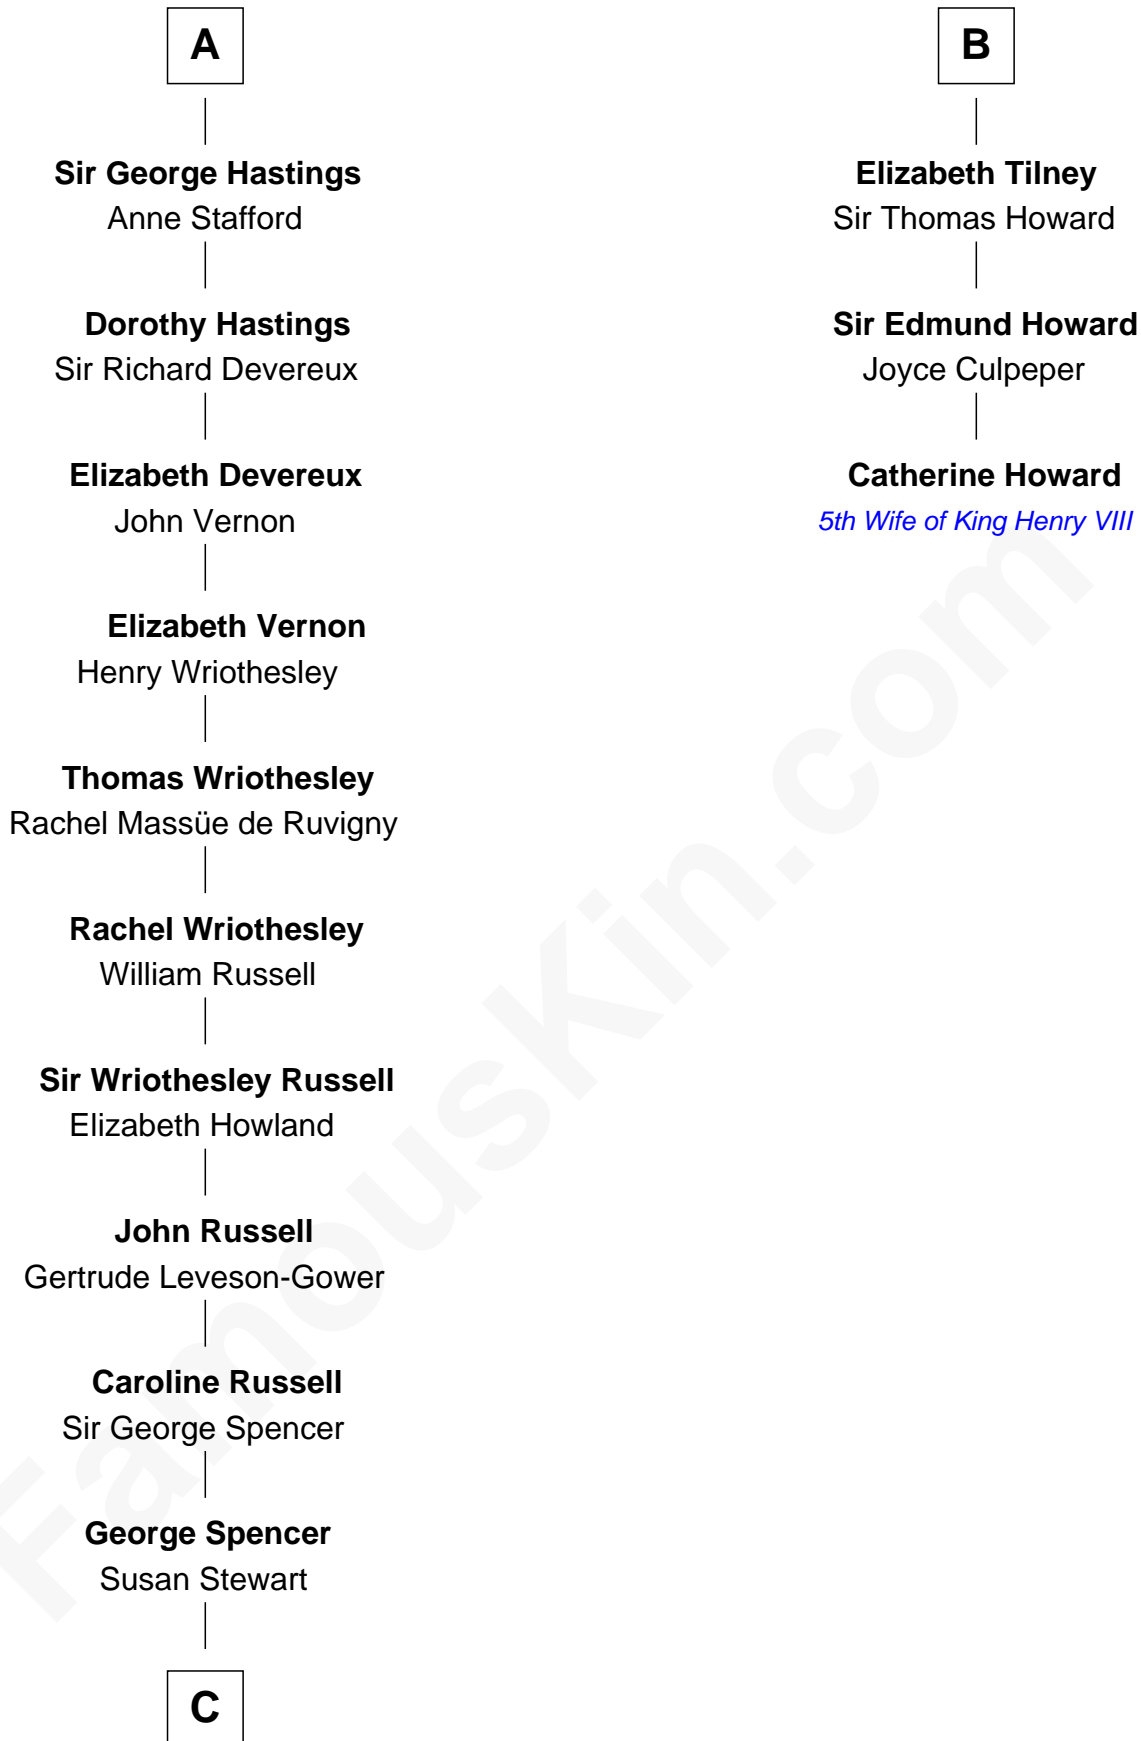 A
Sir George Hastings
Anne Stafford
Dorothy Hastings
Sir Richard Devereux
Elizabeth Devereux
John Vernon
Elizabeth Vernon
Henry Wriothesley
Thomas Wriothesley
Rachel Massüe de Ruvigny
Rachel Wriothesley
William Russell
Sir Wriothesley Russell
Elizabeth Howland
John Russell
Gertrude Leveson-Gower
Caroline Russell
Sir George Spencer
George Spencer
Susan Stewart
C
B
Elizabeth Tilney
Sir Thomas Howard
Sir Edmund Howard
Joyce Culpeper
Catherine Howard
5th Wife of King Henry VIII
FamousKin.com